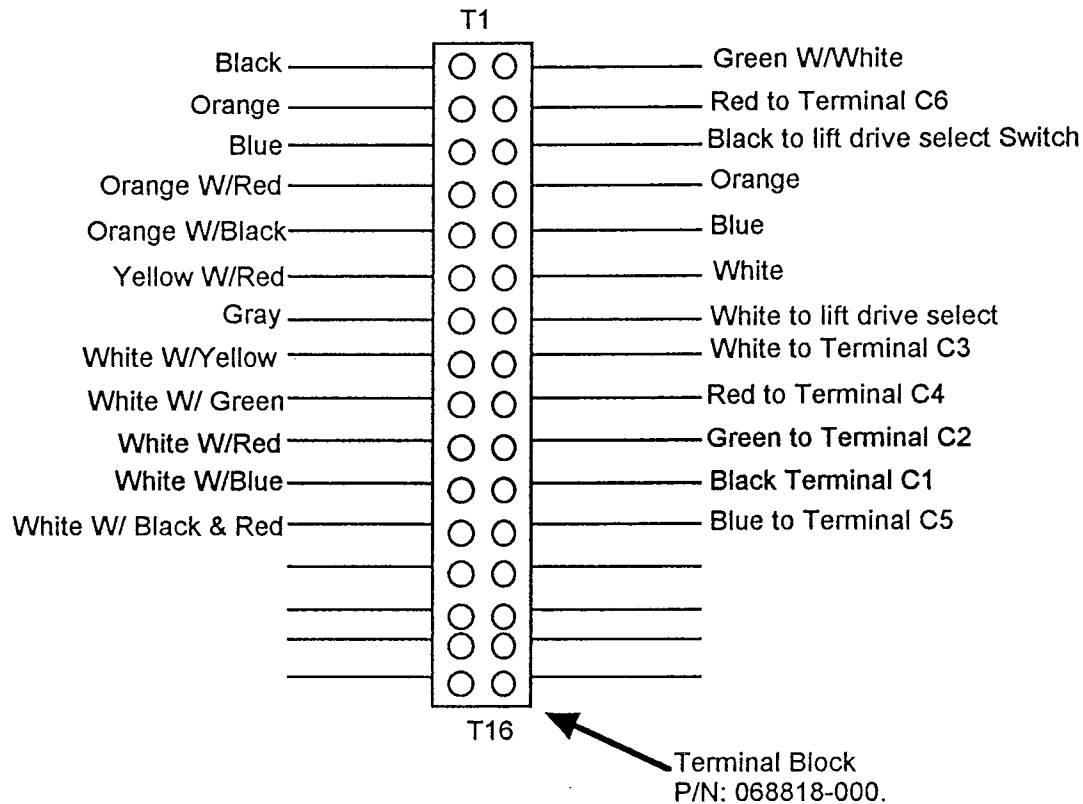 T1
Black
Green W/White
Orange
Red to Terminal C6
Blue
Black to lift drive select Switch
Orange W/Red
Orange
Orange W/Black
Blue
Yellow W/Red
White
Gray
White to lift drive select
White W/Yellow
White to Terminal C3
White W/ Green
Red to Terminal C4
White W/Red
Green to Terminal C2
White W/Blue
Black Terminal C1
White W/ Black & Red
Blue to Terminal C5
T16
Terminal Block
P/N: 068818-000.